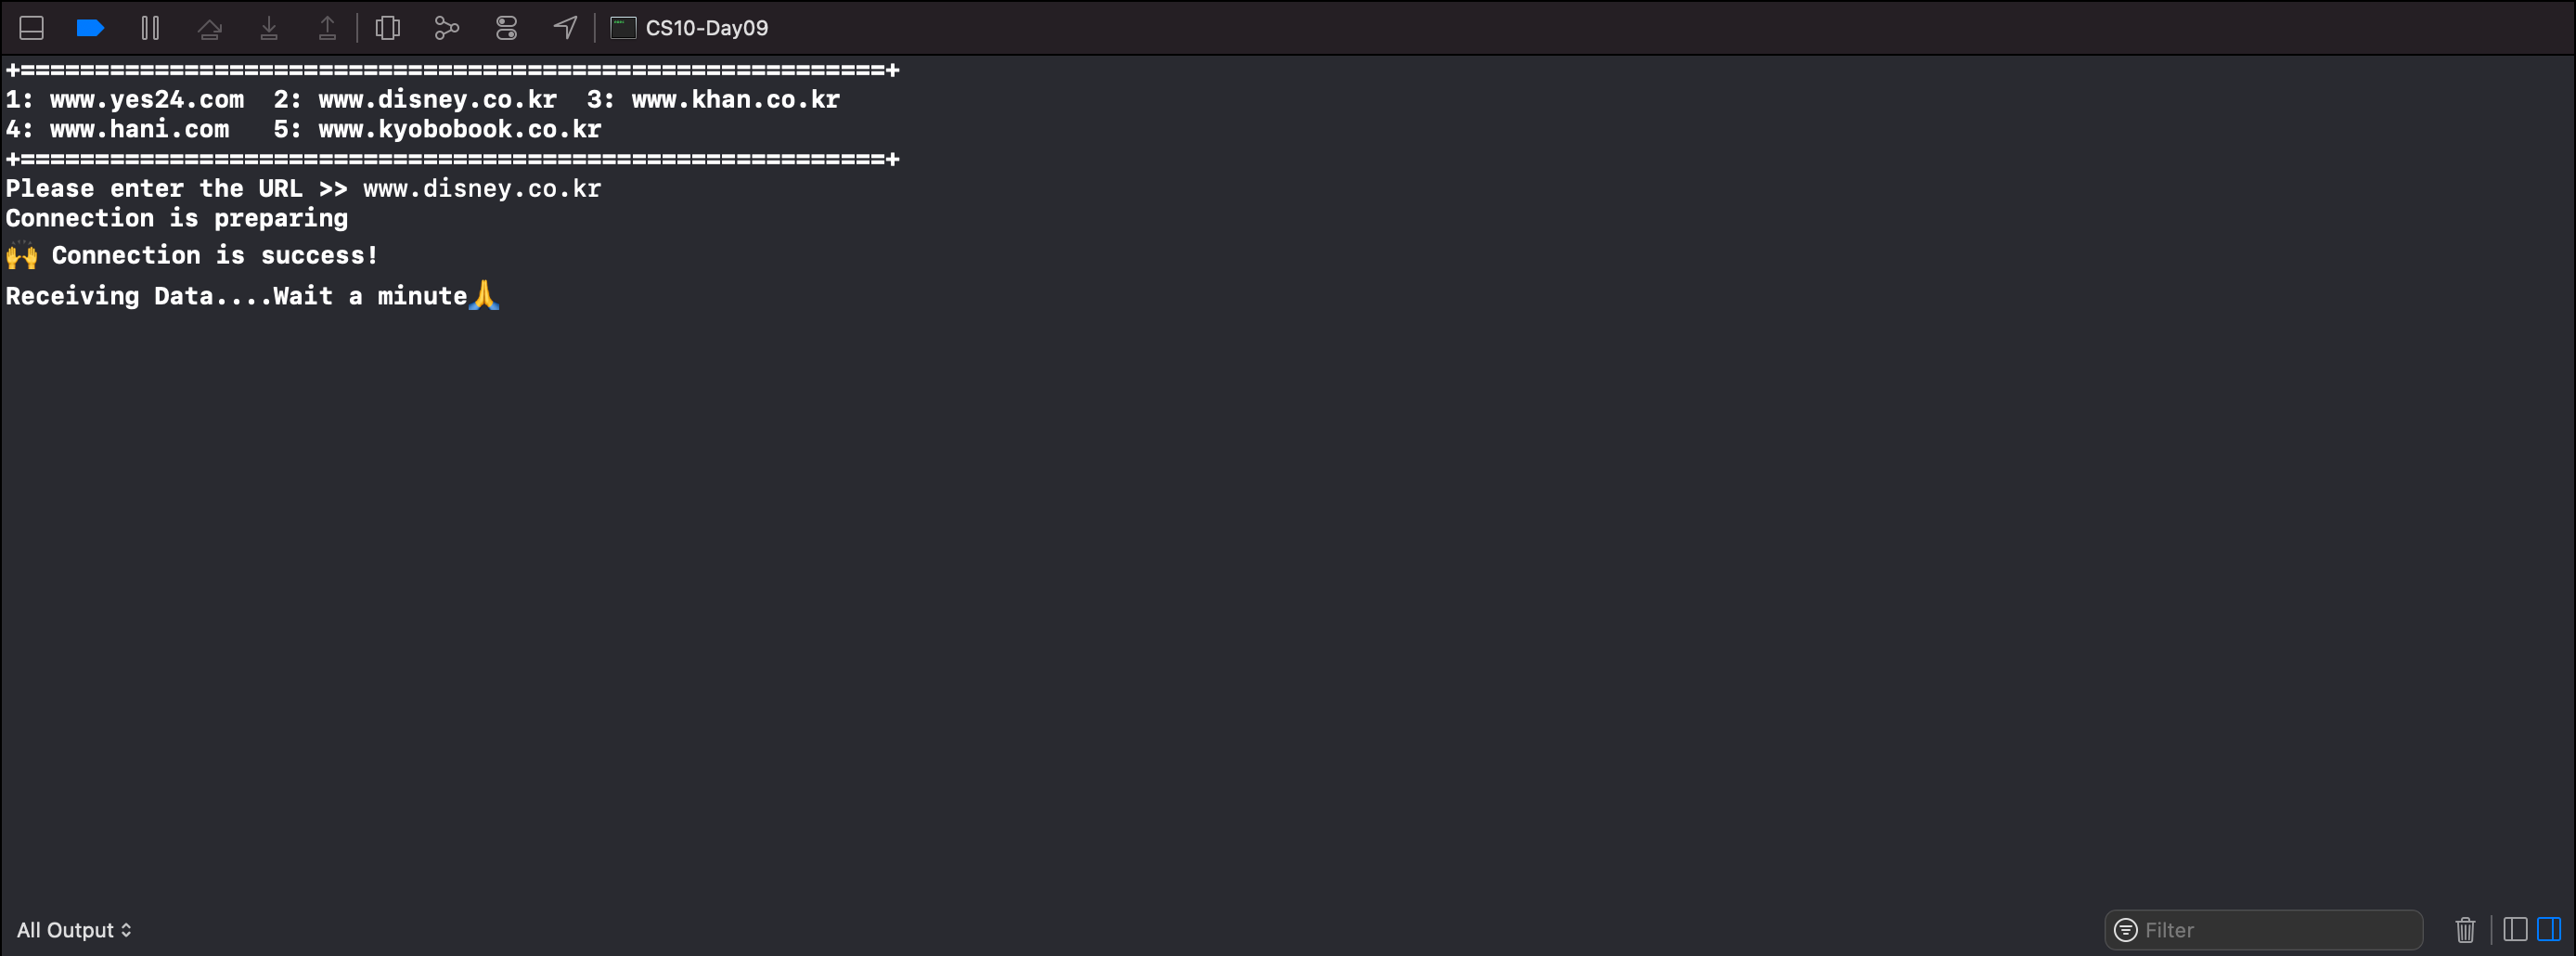 CS10-Day09
+==========================================================+
1: www.yes24.com  2: www.disney.co.kr  3: www.khan.co.kr
4: www.hani.com   5: www.kyobobook.co.kr
+==========================================================+
Please enter the URL >> www.disney.co.kr
Connection is preparing
🙌 Connection is success!
Receiving Data....Wait a minute🙏
All Output
Filter